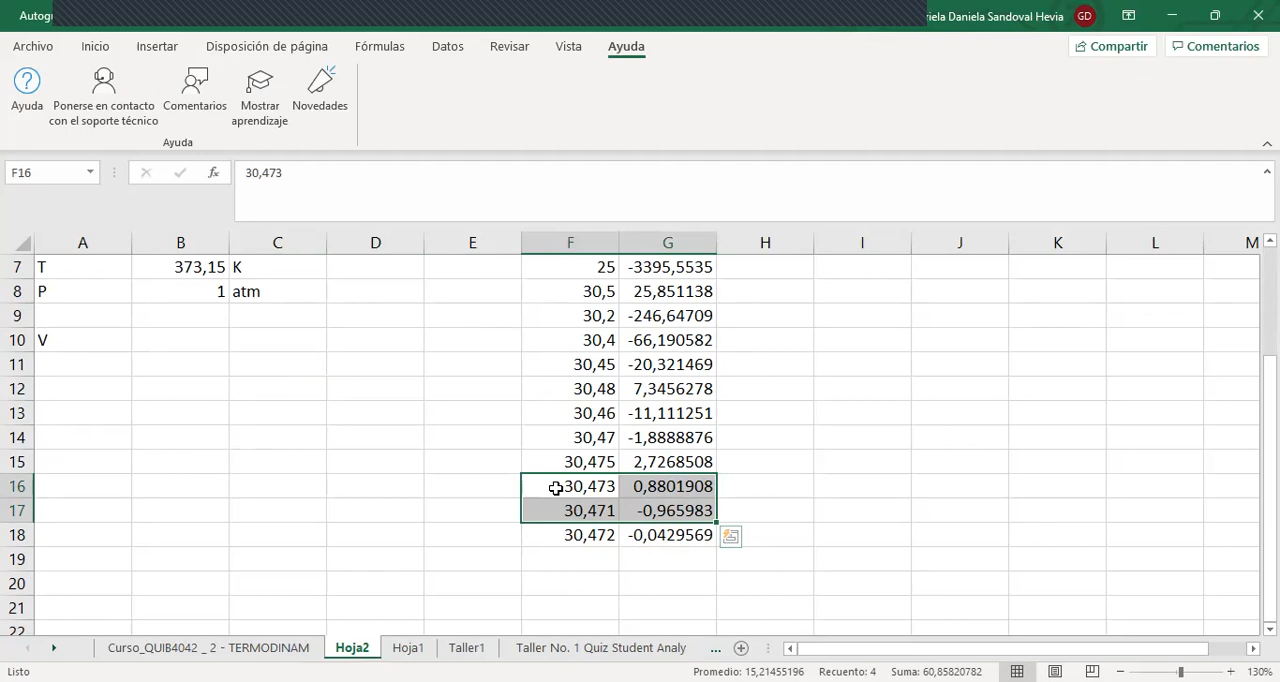 Autogu
riela Daniela Sandoval Hevia GD
Archivo Inicio Insertar Disposición de página Fórmulas Datos Revisar Vista Ayuda Compartir Comentarios
Ayuda Ponerse en contacto con el soporte técnico Comentarios Mostrar aprendizaje Novedades
Ayuda
F16 fx 30,473
A B C D E F G H I J K L M
7 T 373,15 K 25 -3395,5535
8 P 1 atm 30,5 25,851138
9 30,2 -246,64709
10 V 30,4 -66,190582
11 30,45 -20,321469
12 30,48 7,3456278
13 30,46 -11,111251
14 30,47 -1,8888876
15 30,475 2,7268508
16 30,473 0,8801908
17 30,471 -0,965983
18 30,472 -0,0429569
19
20
21
22
Curso_QUIB4042 _ 2 - TERMODINAM Hoja2 Hoja1 Taller1 Taller No. 1 Quiz Student Analy ...
Listo Promedio: 15,21455196 Recuento: 4 Suma: 60,85820782 130%